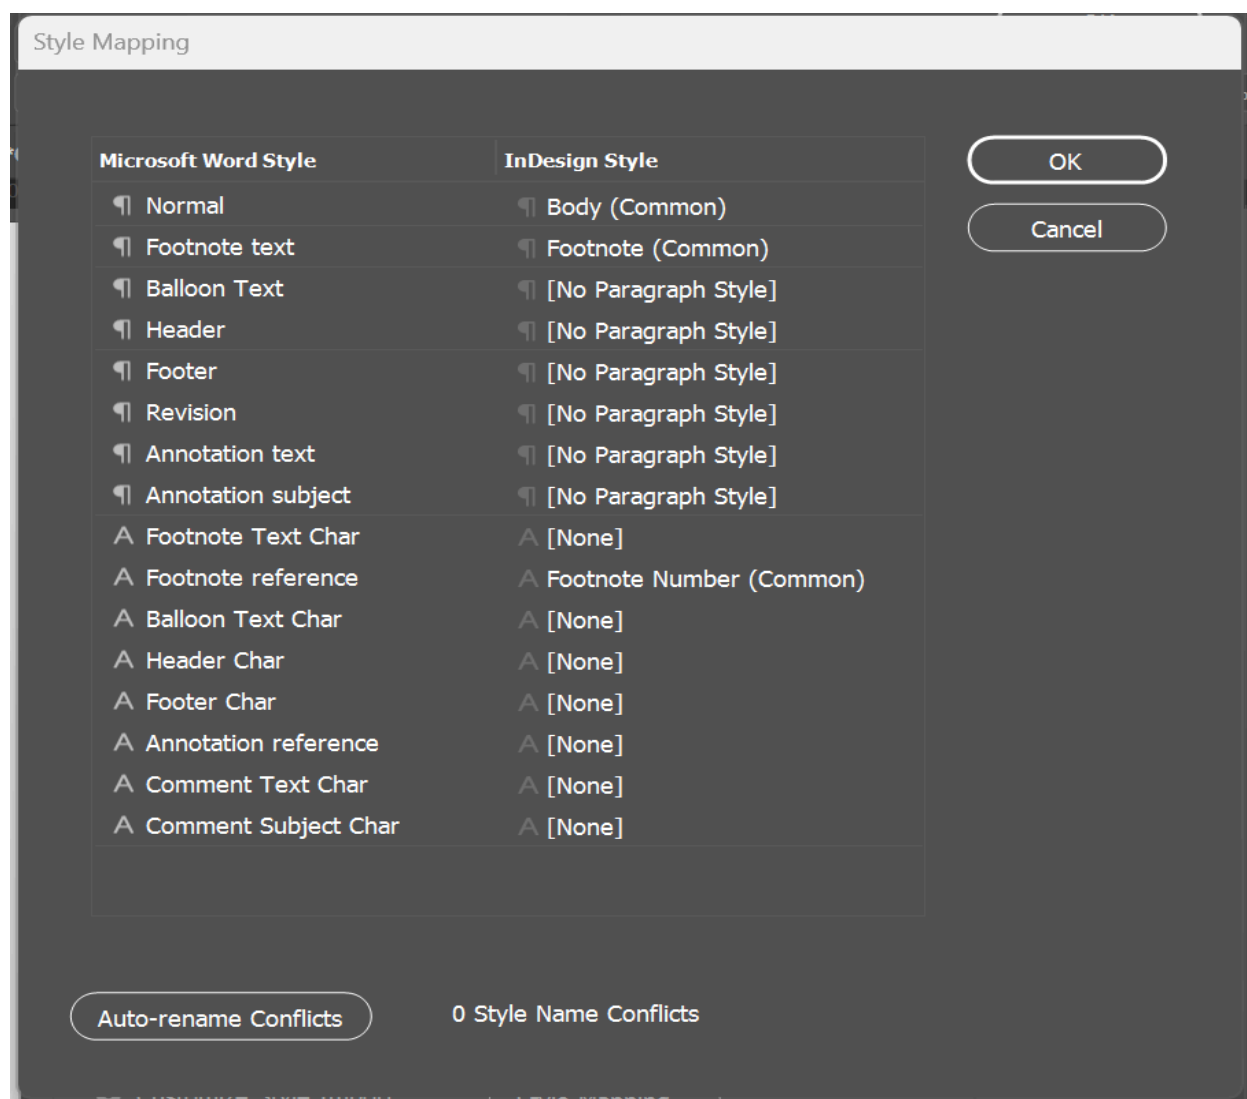 Style Mapping
Microsoft Word Style InDesign Style
Normal Body (Common)
Footnote text Footnote (Common)
Balloon Text [No Paragraph Style]
Header [No Paragraph Style]
Footer [No Paragraph Style]
Revision [No Paragraph Style]
Annotation text [No Paragraph Style]
Annotation subject [No Paragraph Style]
Footnote Text Char [None]
Footnote reference Footnote Number (Common)
Balloon Text Char [None]
Header Char [None]
Footer Char [None]
Annotation reference [None]
Comment Text Char [None]
Comment Subject Char [None]
OK
Cancel
Auto-rename Conflicts 0 Style Name Conflicts